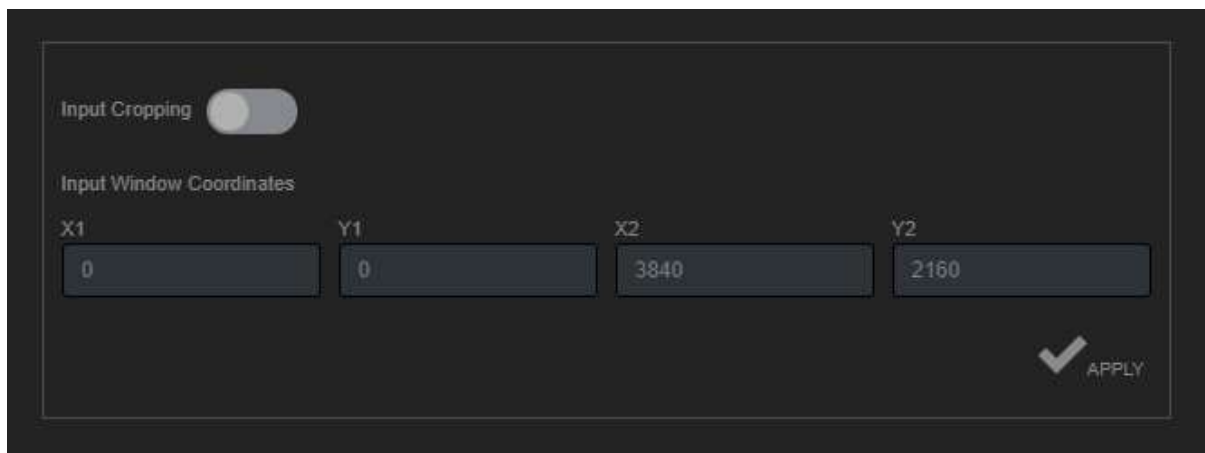 Input Cropping
Input Window Coordinates
X1 Y1 X2 Y2
0 0 3840 2160
APPLY